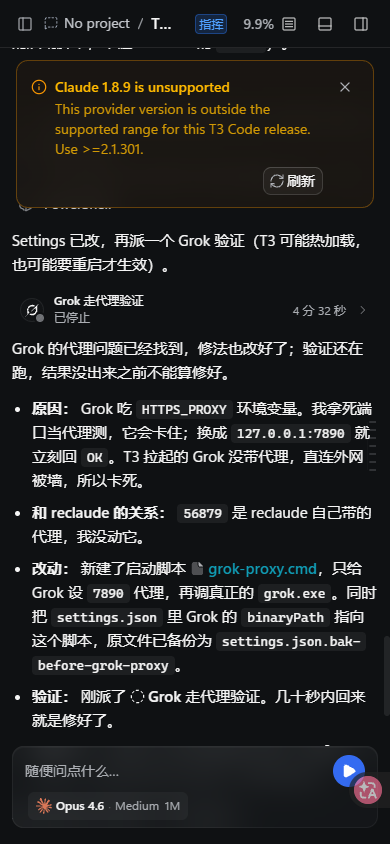 No project / T... 指挥 9.9%
Claude 1.8.9 is unsupported
This provider version is outside the
supported range for this T3 Code release.
Use >=2.1.301.
刷新
Settings 已改，再派一个 Grok 验证（T3 可能热加载，
也可能要重启才生效）。
Grok 走代理验证
已停止
4 分 32 秒
Grok 的代理问题已经找到，修法也改好了；验证还在
跑，结果没出来之前不能算修好。
• 原因： Grok 吃 HTTPS_PROXY 环境变量。我拿死端
口当代理测，它会卡住；换成 127.0.0.1:7890 就
立刻回 OK 。T3 拉起的 Grok 没带代理，直连外网
被墙，所以卡死。
• 和 reclaude 的关系： 56879 是 reclaude 自己带的
代理，我没动它。
• 改动： 新建了启动脚本 grok-proxy.cmd，只给
Grok 设 7890 代理，再调真正的 grok.exe 。同时
把 settings.json 里 Grok 的 binaryPath 指向
这个脚本，原文件已备份为 settings.json.bak-
before-grok-proxy 。
• 验证： 刚派了 Grok 走代理验证。几十秒内回来
就是修好了。
随便问点什么...
Opus 4.6 · Medium 1M